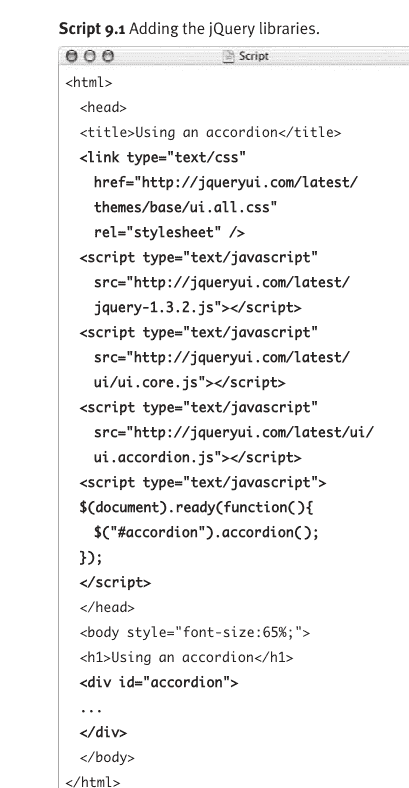 Script 9.1 Adding the jQuery libraries.
Script
<html>
<head>
<title>Using an accordion</title>
<link type="text/css"
href="http://jqueryui.com/latest/
themes/base/ui.all.css"
rel="stylesheet" />
<script type="text/javascript"
src="http://jqueryui.com/latest/
jquery-1.3.2.js"></script>
<script type="text/javascript"
src="http://jqueryui.com/latest/
ui/ui.core.js"></script>
<script type="text/javascript"
src="http://jqueryui.com/latest/ui/
ui.accordion.js"></script>
<script type="text/javascript">
$(document).ready(function(){
$("#accordion").accordion();
});
</script>
</head>
<body style="font-size:65%;">
<h1>Using an accordion</h1>
<div id="accordion">
...
</div>
</body>
</html>